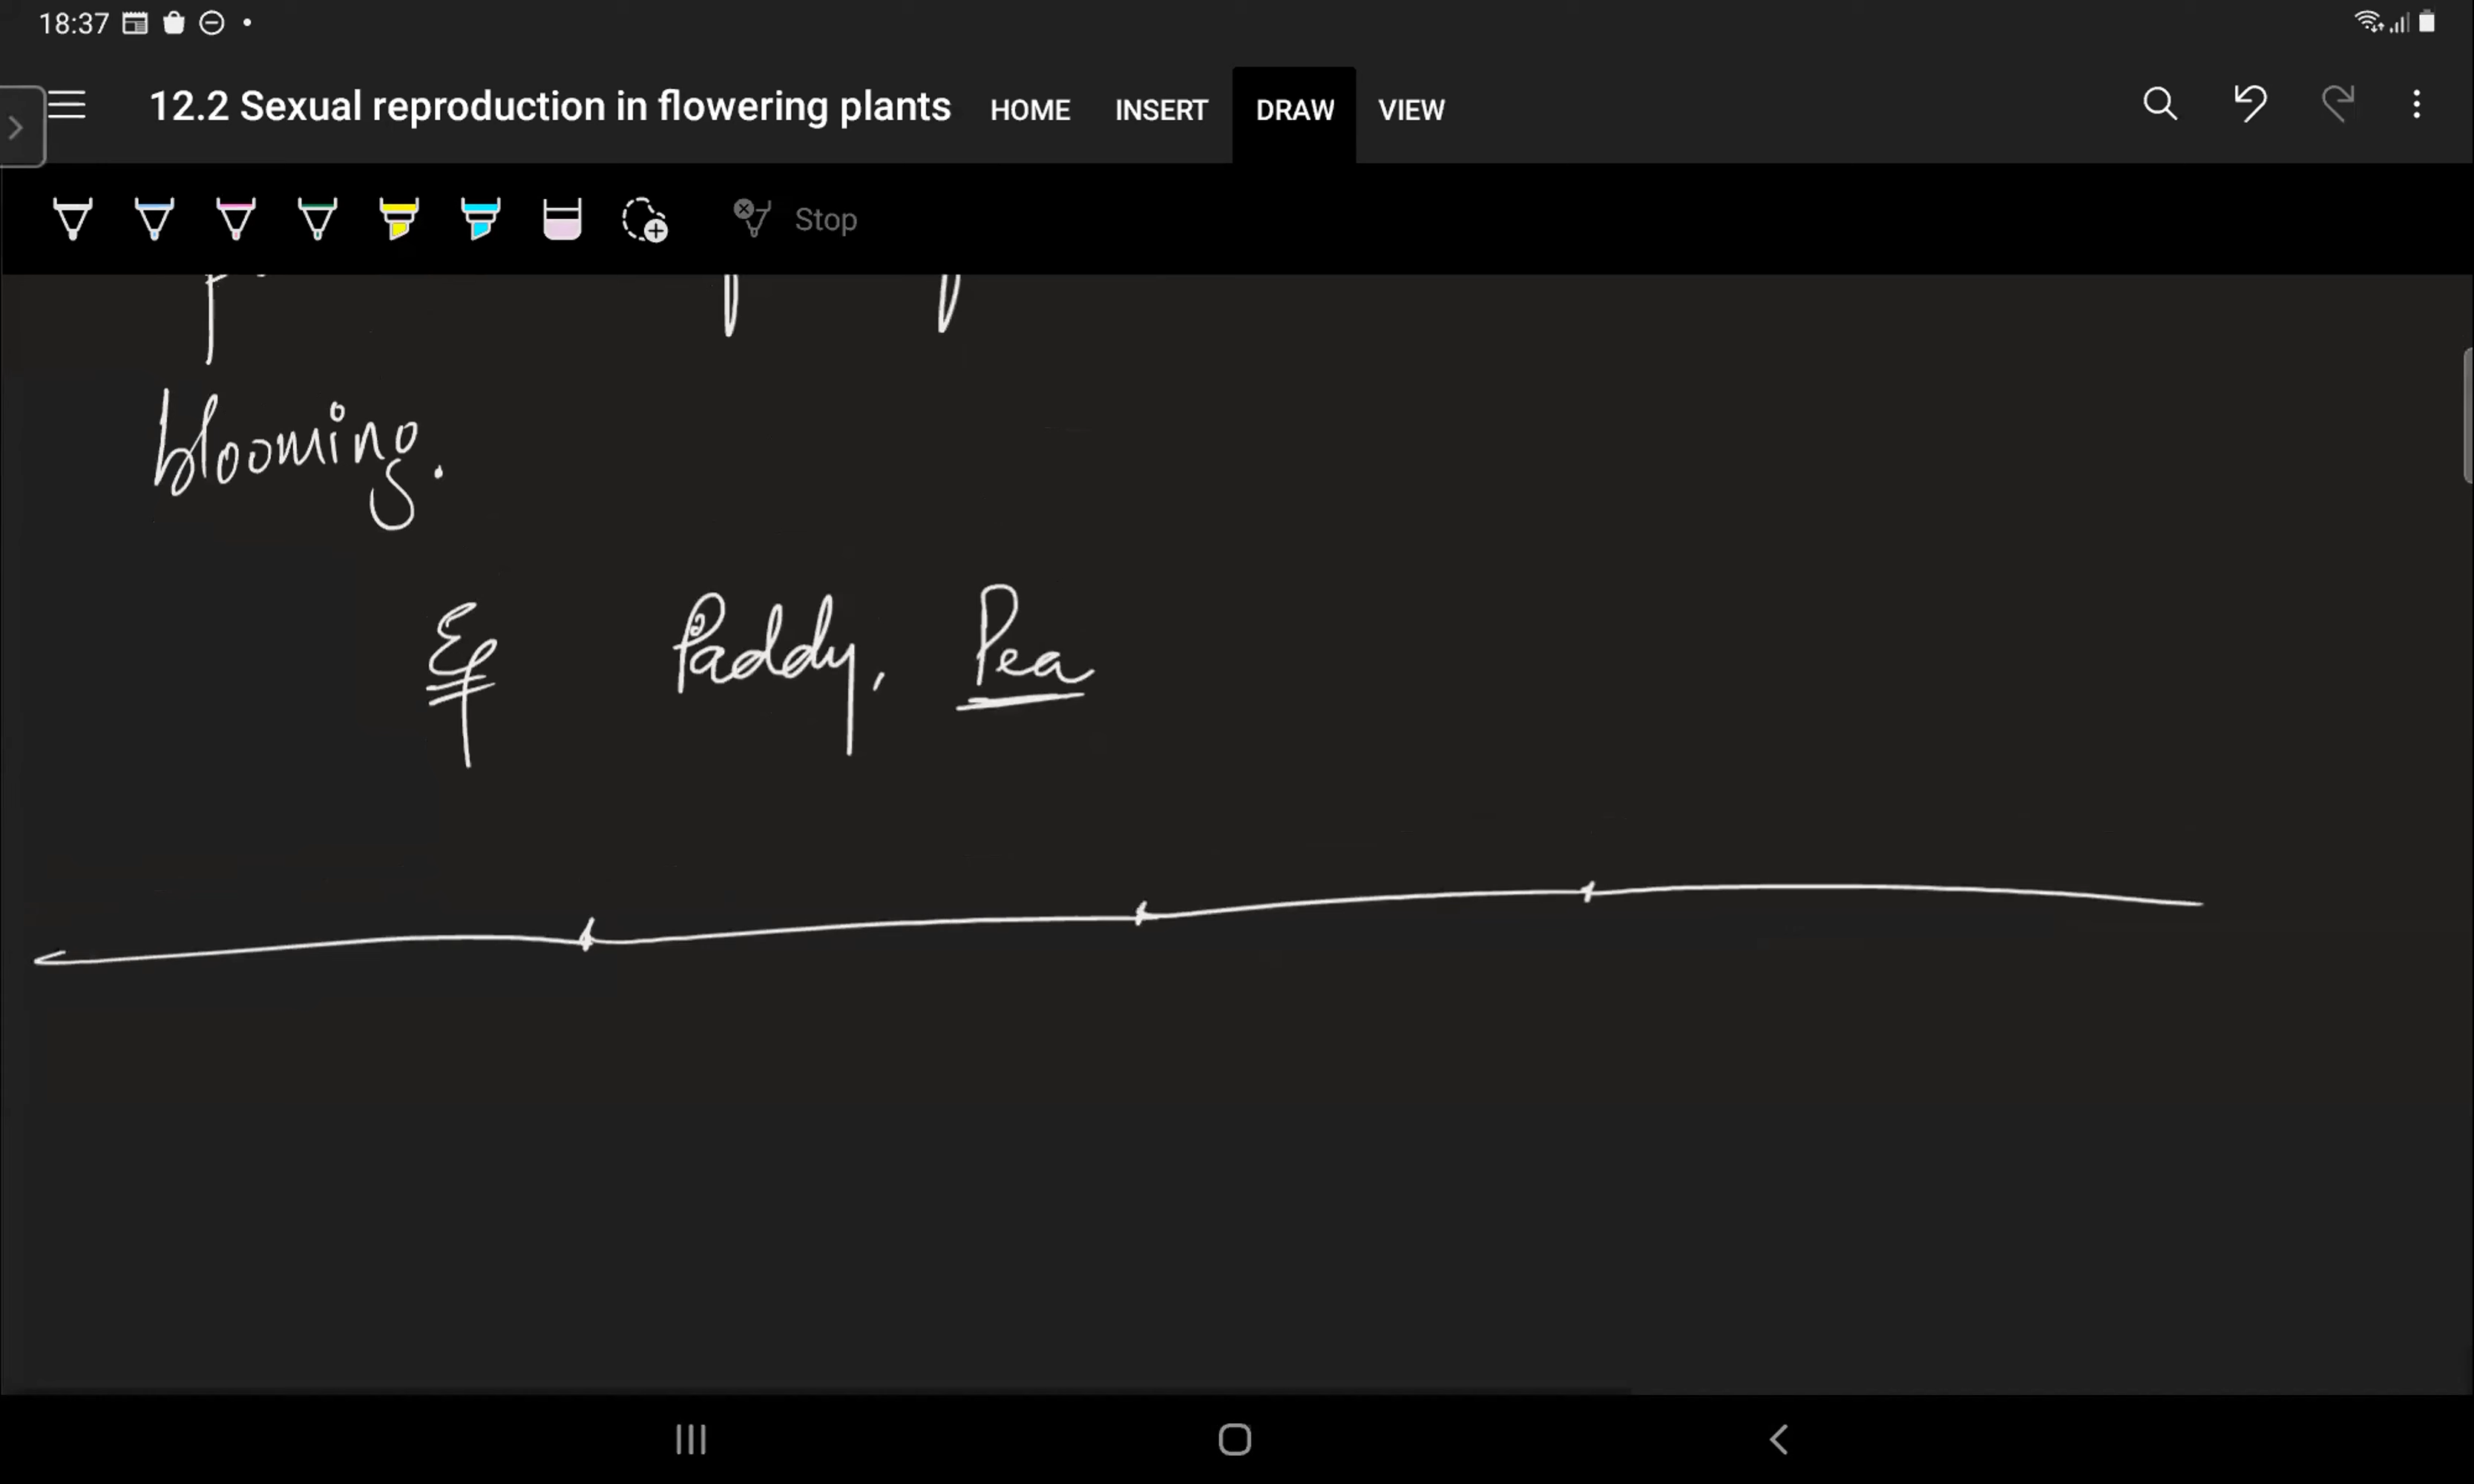 18:37
12.2 Sexual reproduction in flowering plants HOME INSERT DRAW VIEW
Stop
blooming.
Eg Paddy, Pea